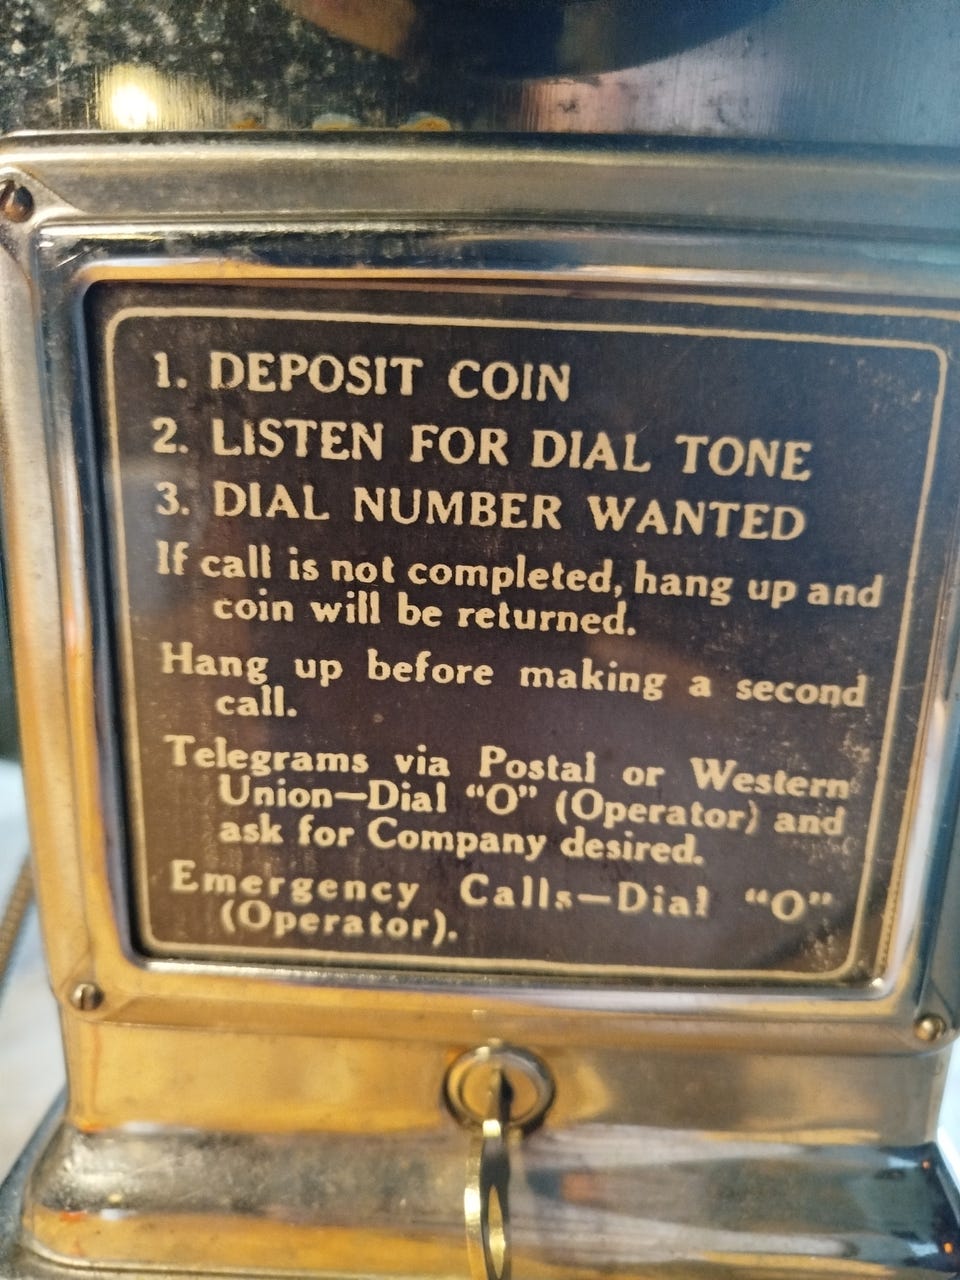 1. DEPOSIT COIN
2. LISTEN FOR DIAL TONE
3. DIAL NUMBER WANTED
If call is not completed, hang up and
coin will be returned.
Hang up before making a second
call.
Telegrams via Postal or Western
Union—Dial “O” (Operator) and
ask for Company desired.
Emergency Calls—Dial “O”
(Operator).